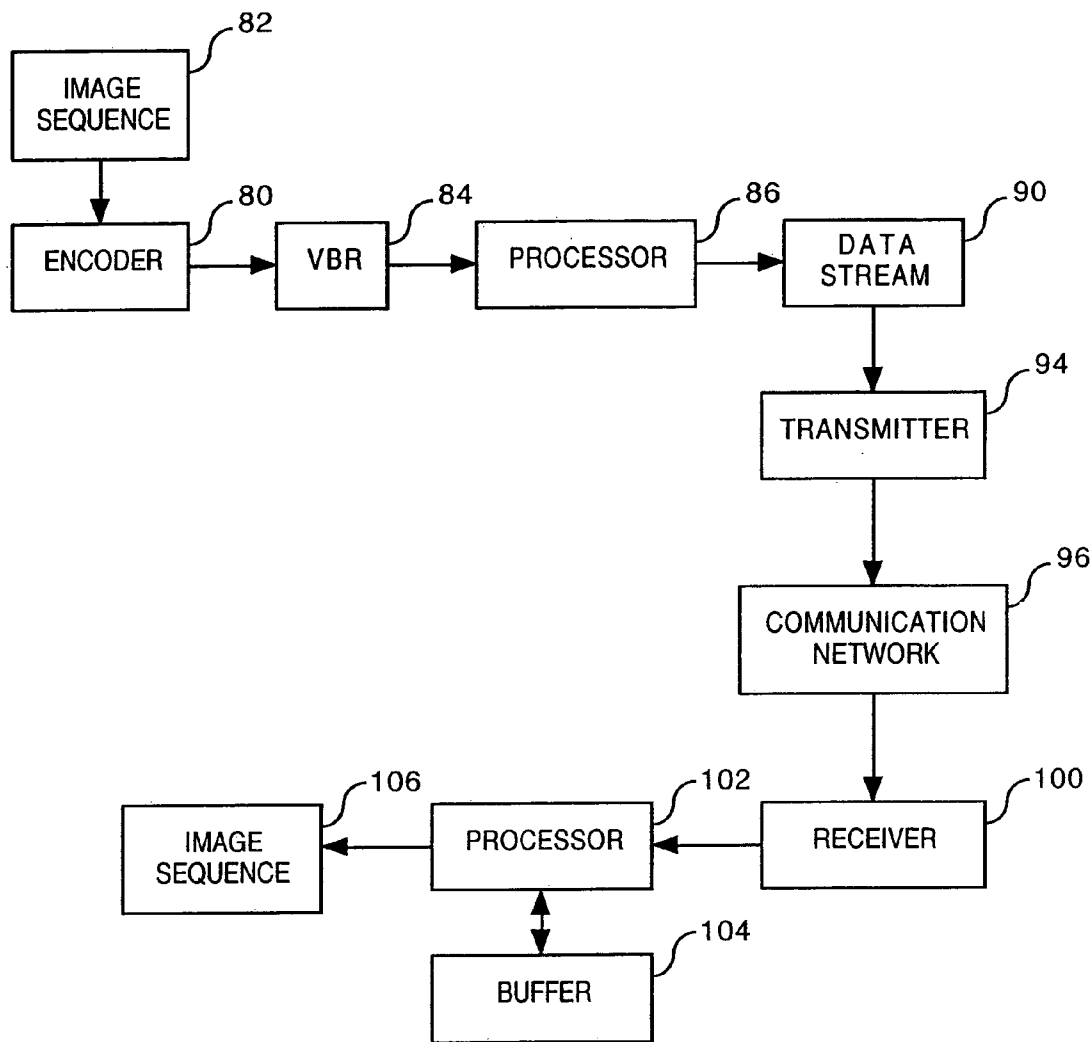 82
IMAGE
SEQUENCE
80
84
86
90
ENCODER
VBR
PROCESSOR
DATA
STREAM
94
TRANSMITTER
96
COMMUNICATION
NETWORK
106
102
100
IMAGE
SEQUENCE
PROCESSOR
RECEIVER
104
BUFFER